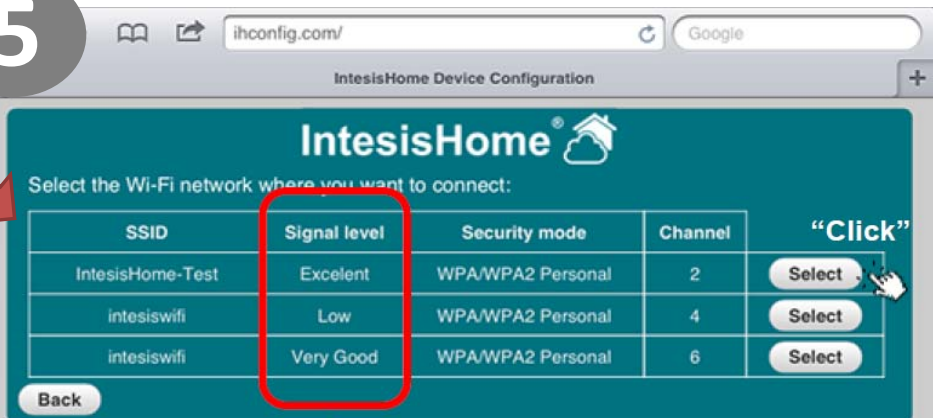 5
ihconfig.com/
Google
IntesisHome Device Configuration
+
IntesisHome®
Select the Wi-Fi network where you want to connect:
SSID Signal level Security mode Channel
“Click”
IntesisHome-Test Excelent WPA/WPA2 Personal 2 Select
intesiswifi Low WPA/WPA2 Personal 4 Select
intesiswifi Very Good WPA/WPA2 Personal 6 Select
Back